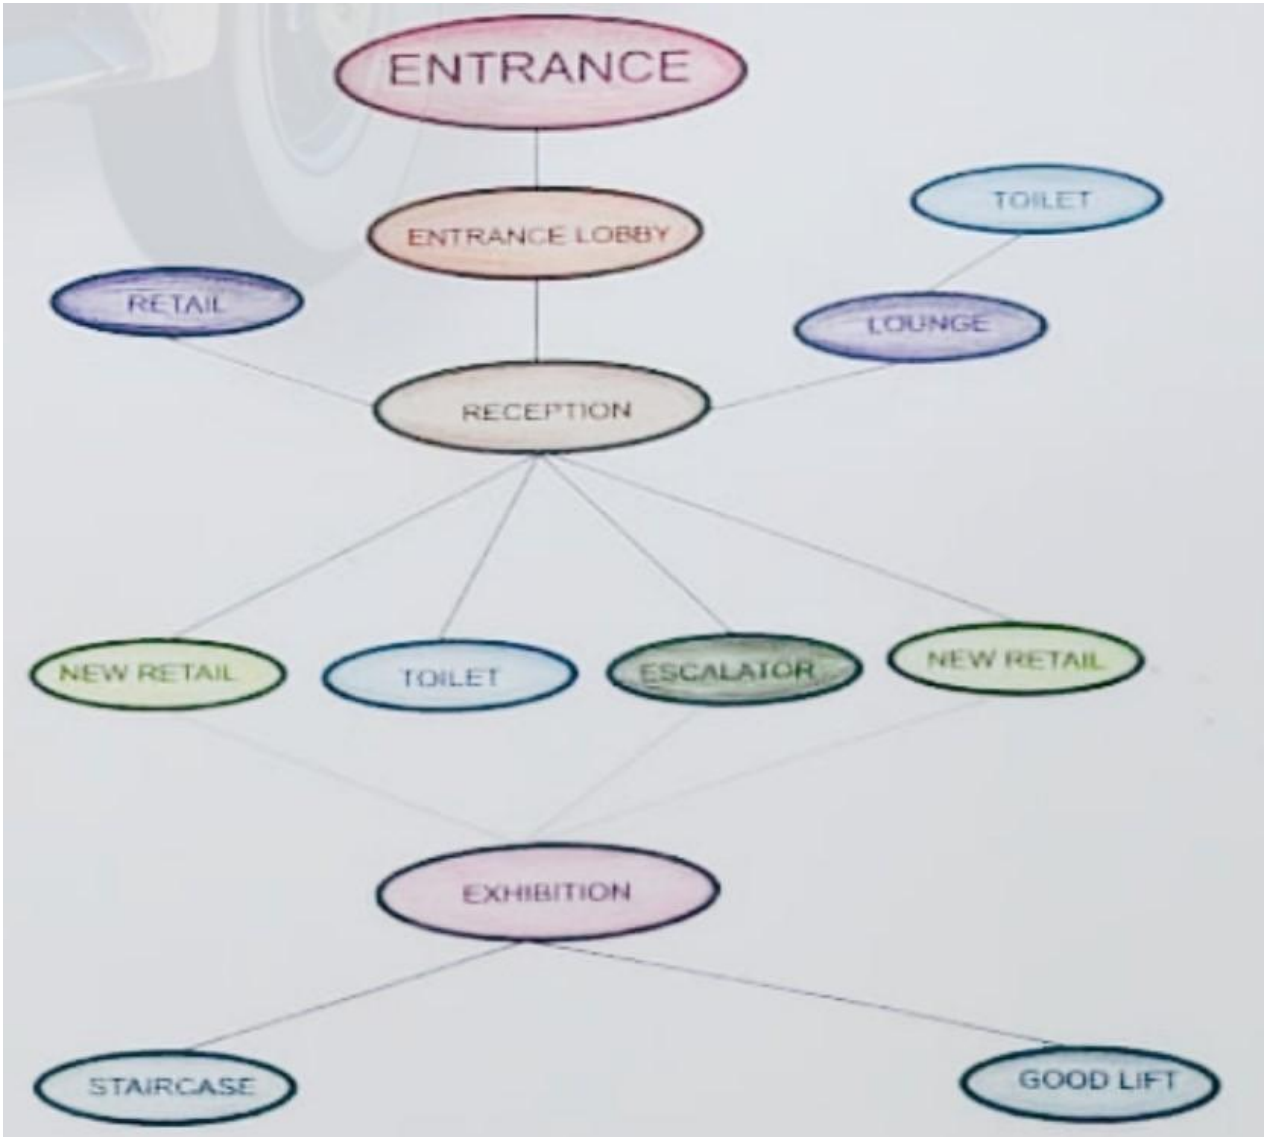 ENTRANCE
ENTRANCE LOBBY
TOILET
RETAIL
LOUNGE
RECEPTION
NEW RETAIL
TOILET
ESCALATOR
NEW RETAIL
EXHIBITION
STAIRCASE
GOOD LIFT